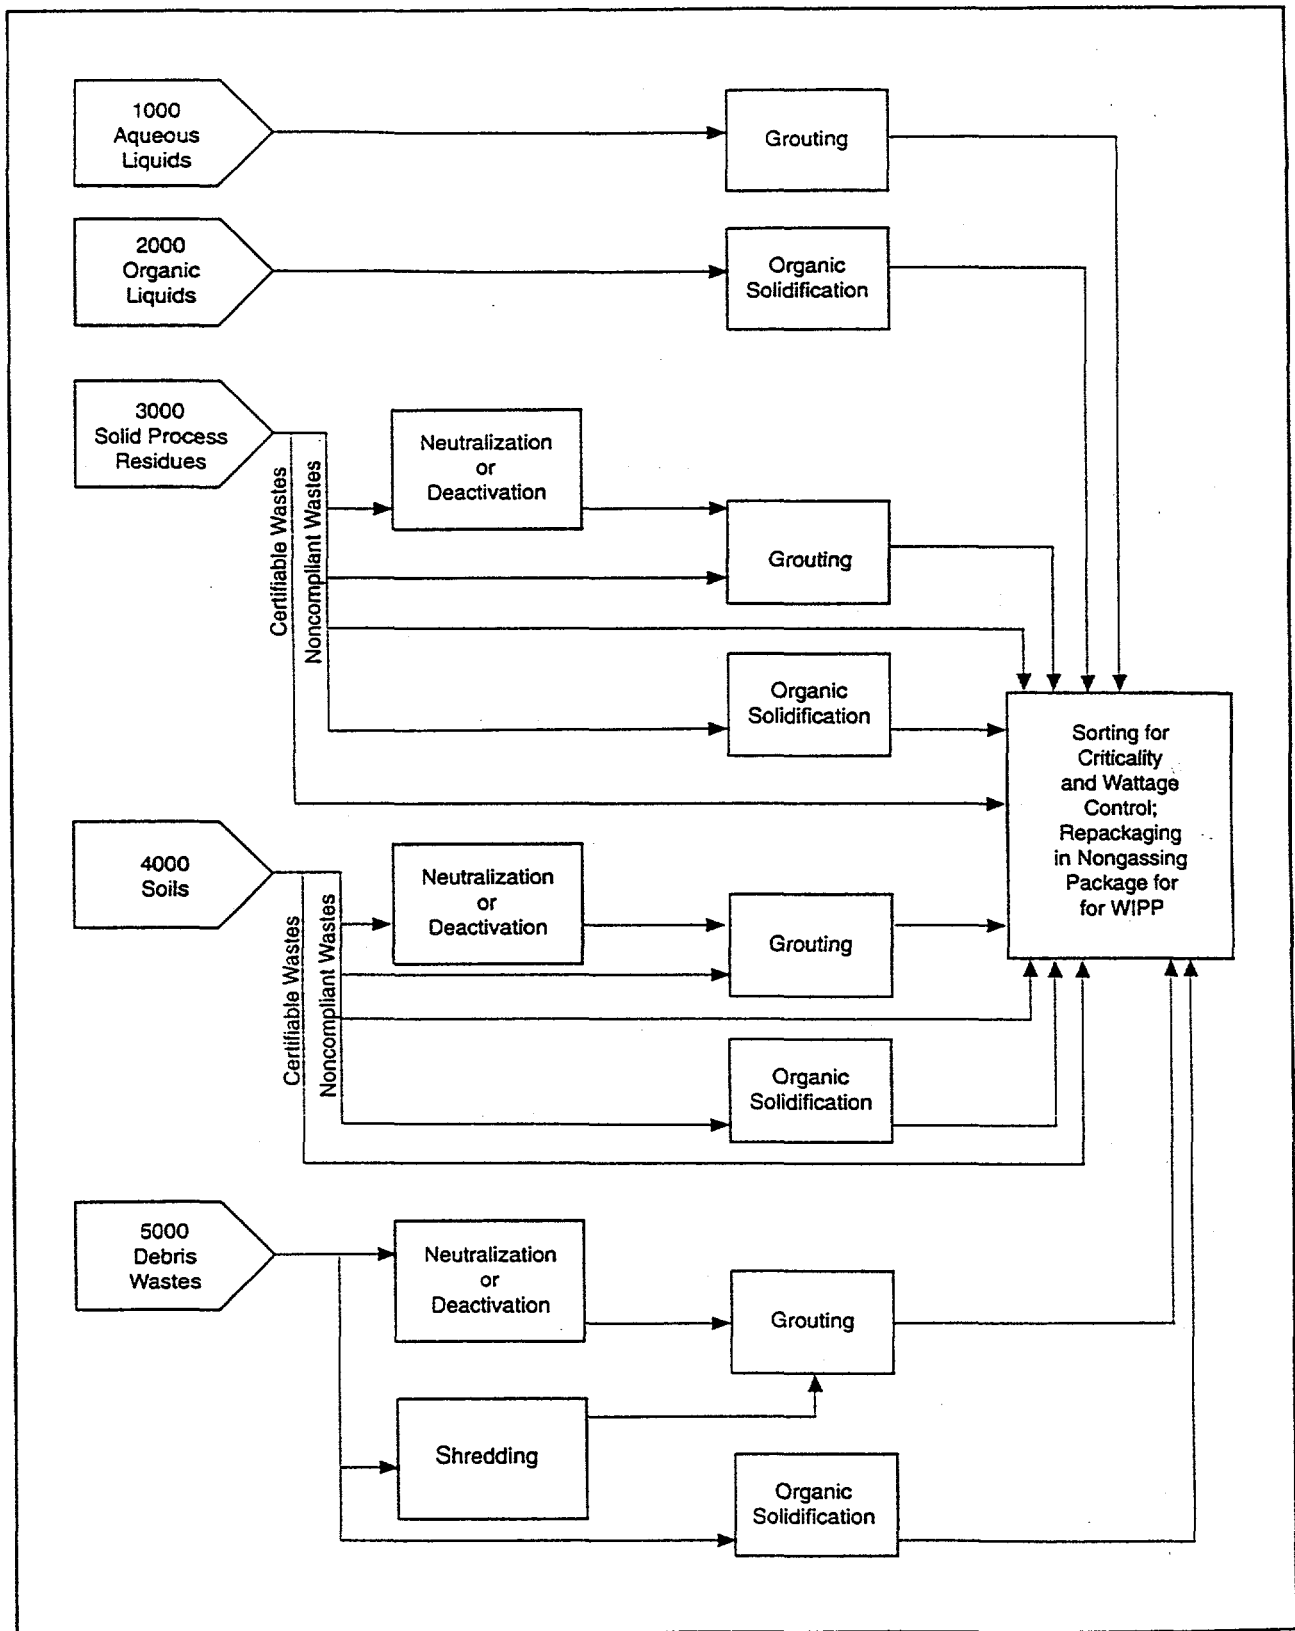 1000
Aqueous
Liquids
Grouting
2000
Organic
Liquids
Organic
Solidification
3000
Solid Process
Residues
Certifiable Wastes
Noncompliant Wastes
Neutralization
or
Deactivation
Grouting
Organic
Solidification
Sorting for
Criticality
and Wattage
Control;
Repackaging
in Nongassing
Package for
for WIPP
4000
Soils
Certifiable Wastes
Noncompliant Wastes
Neutralization
or
Deactivation
Grouting
Organic
Solidification
5000
Debris
Wastes
Neutralization
or
Deactivation
Grouting
Shredding
Organic
Solidification